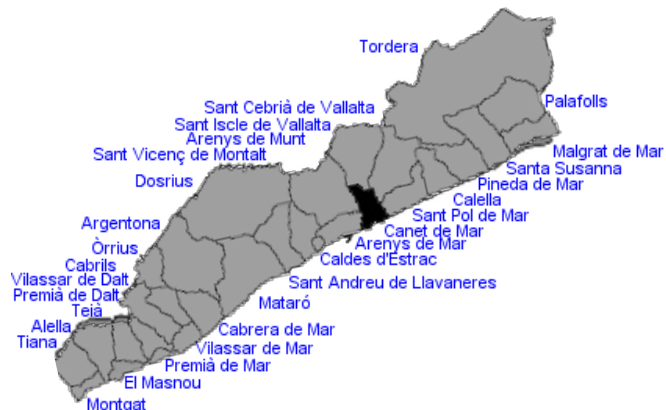 Tordera
Palafolls
Sant Cebrià de Vallalta
Sant Iscle de Vallalta
Arenys de Munt
Sant Vicenç de Montalt
Malgrat de Mar
Santa Susanna
Dosrius
Pineda de Mar
Calella
Sant Pol de Mar
Argentona
Canet de Mar
Arenys de Mar
Òrrius
Caldes d'Estrac
Cabrils
Vilassar de Dalt
Sant Andreu de Llavaneres
Premià de Dalt
Mataró
Teià
Alella
Cabrera de Mar
Tiana
Vilassar de Mar
Premià de Mar
El Masnou
Montgat